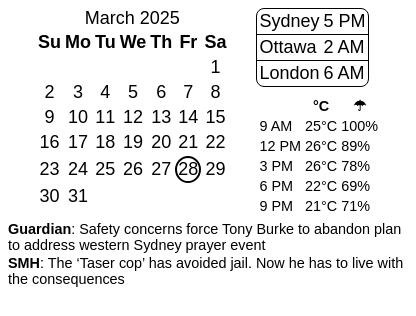 March 2025
Su Mo Tu We Th Fr Sa
1
2 3 4 5 6 7 8
9 10 11 12 13 14 15
16 17 18 19 20 21 22
23 24 25 26 27 28 29
30 31
Sydney 5 PM
Ottawa 2 AM
London 6 AM
°C ☂
9 AM 25°C 100%
12 PM 26°C 89%
3 PM 26°C 78%
6 PM 22°C 69%
9 PM 21°C 71%
Guardian: Safety concerns force Tony Burke to abandon plan
to address western Sydney prayer event
SMH: The ‘Taser cop’ has avoided jail. Now he has to live with
the consequences